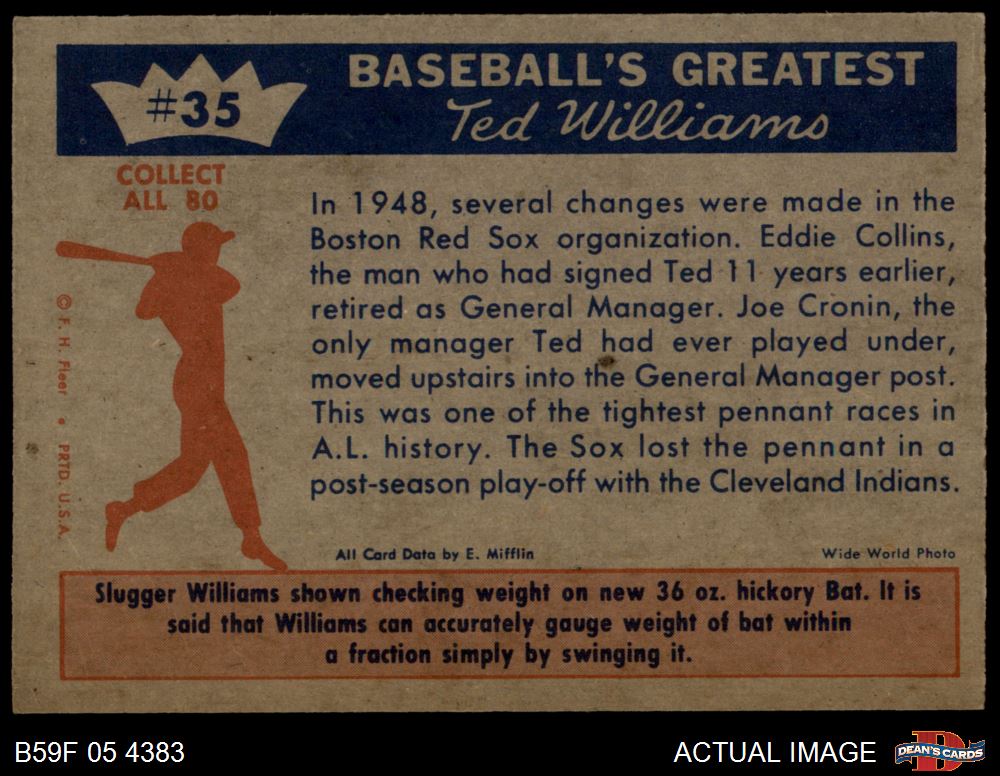 #35
BASEBALL'S GREATEST
Ted Williams
COLLECT
ALL 80
© F. H. Fleer • PRTD. U.S.A.
In 1948, several changes were made in the
Boston Red Sox organization. Eddie Collins,
the man who had signed Ted 11 years earlier,
retired as General Manager. Joe Cronin, the
only manager Ted had ever played under,
moved upstairs into the General Manager post.
This was one of the tightest pennant races in
A.L. history. The Sox lost the pennant in a
post-season play-off with the Cleveland Indians.
All Card Data by E. Mifflin
Wide World Photo
Slugger Williams shown checking weight on new 36 oz. hickory Bat. It is
said that Williams can accurately gauge weight of bat within
a fraction simply by swinging it.
B59F 05 4383
ACTUAL IMAGE
DEAN'S CARDS